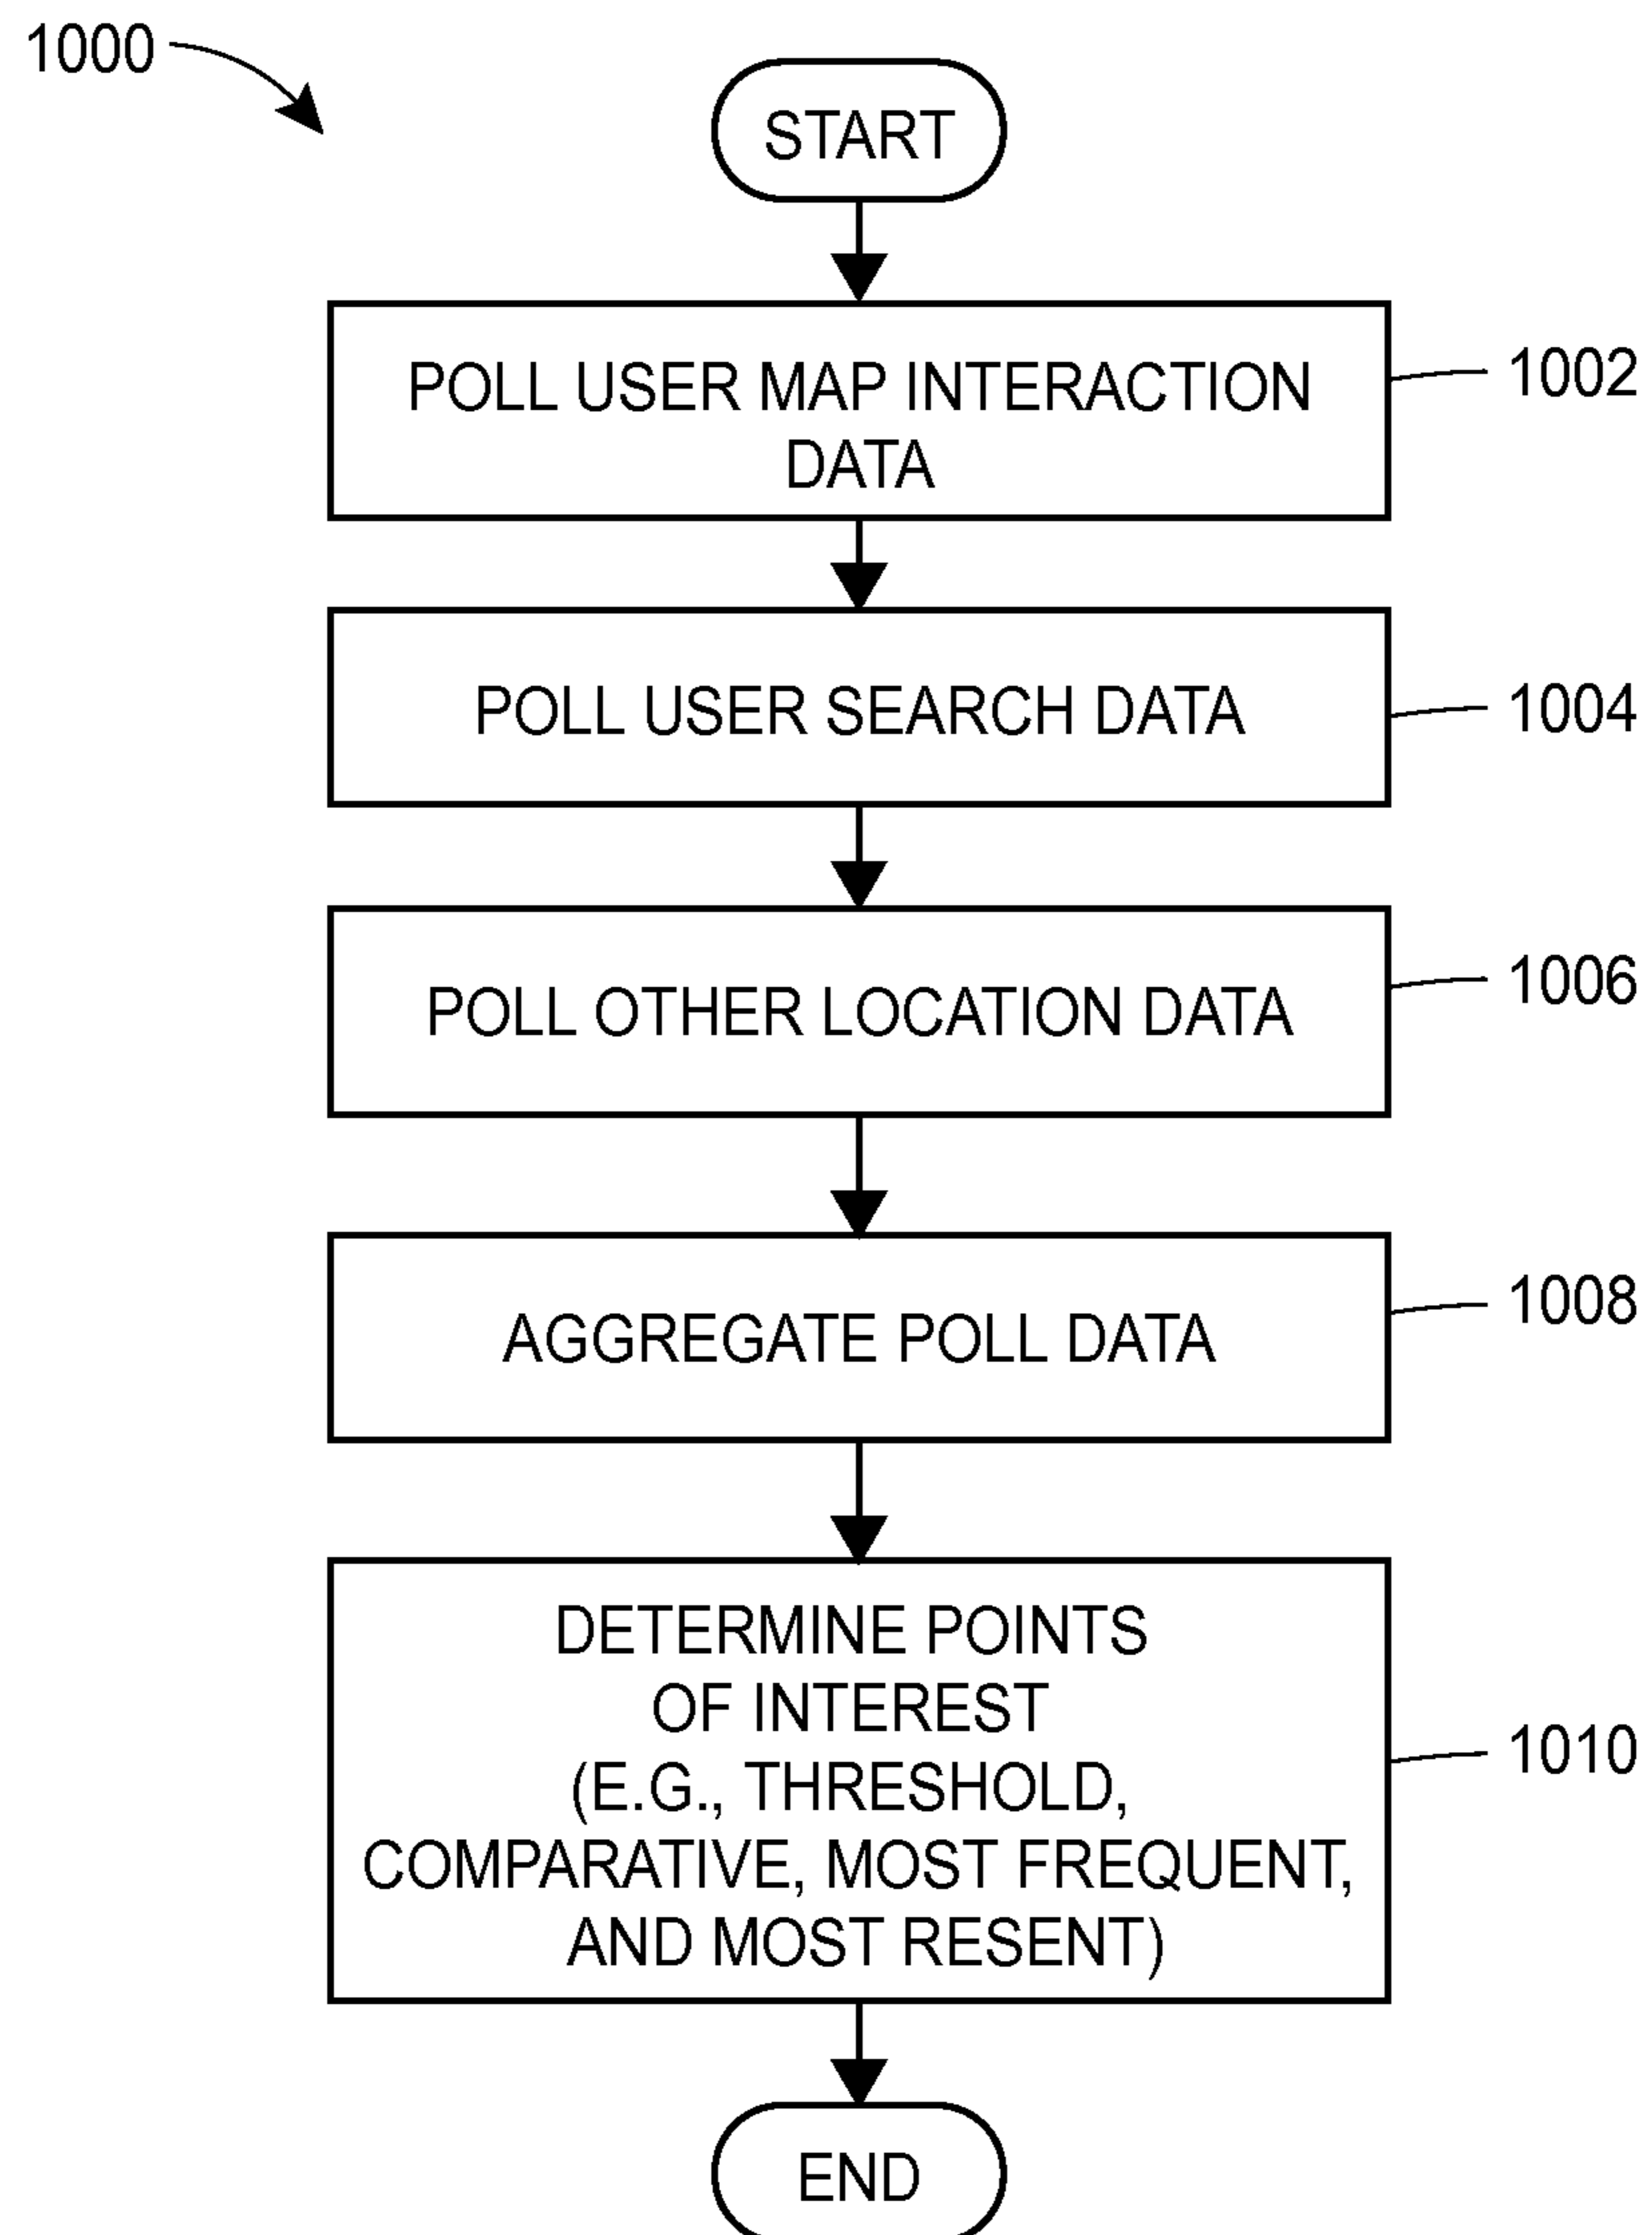 1000
START
POLL USER MAP INTERACTION
DATA
1002
POLL USER SEARCH DATA
1004
POLL OTHER LOCATION DATA
1006
AGGREGATE POLL DATA
1008
DETERMINE POINTS
OF INTEREST
(E.G., THRESHOLD,
COMPARATIVE, MOST FREQUENT,
AND MOST RESENT)
1010
END